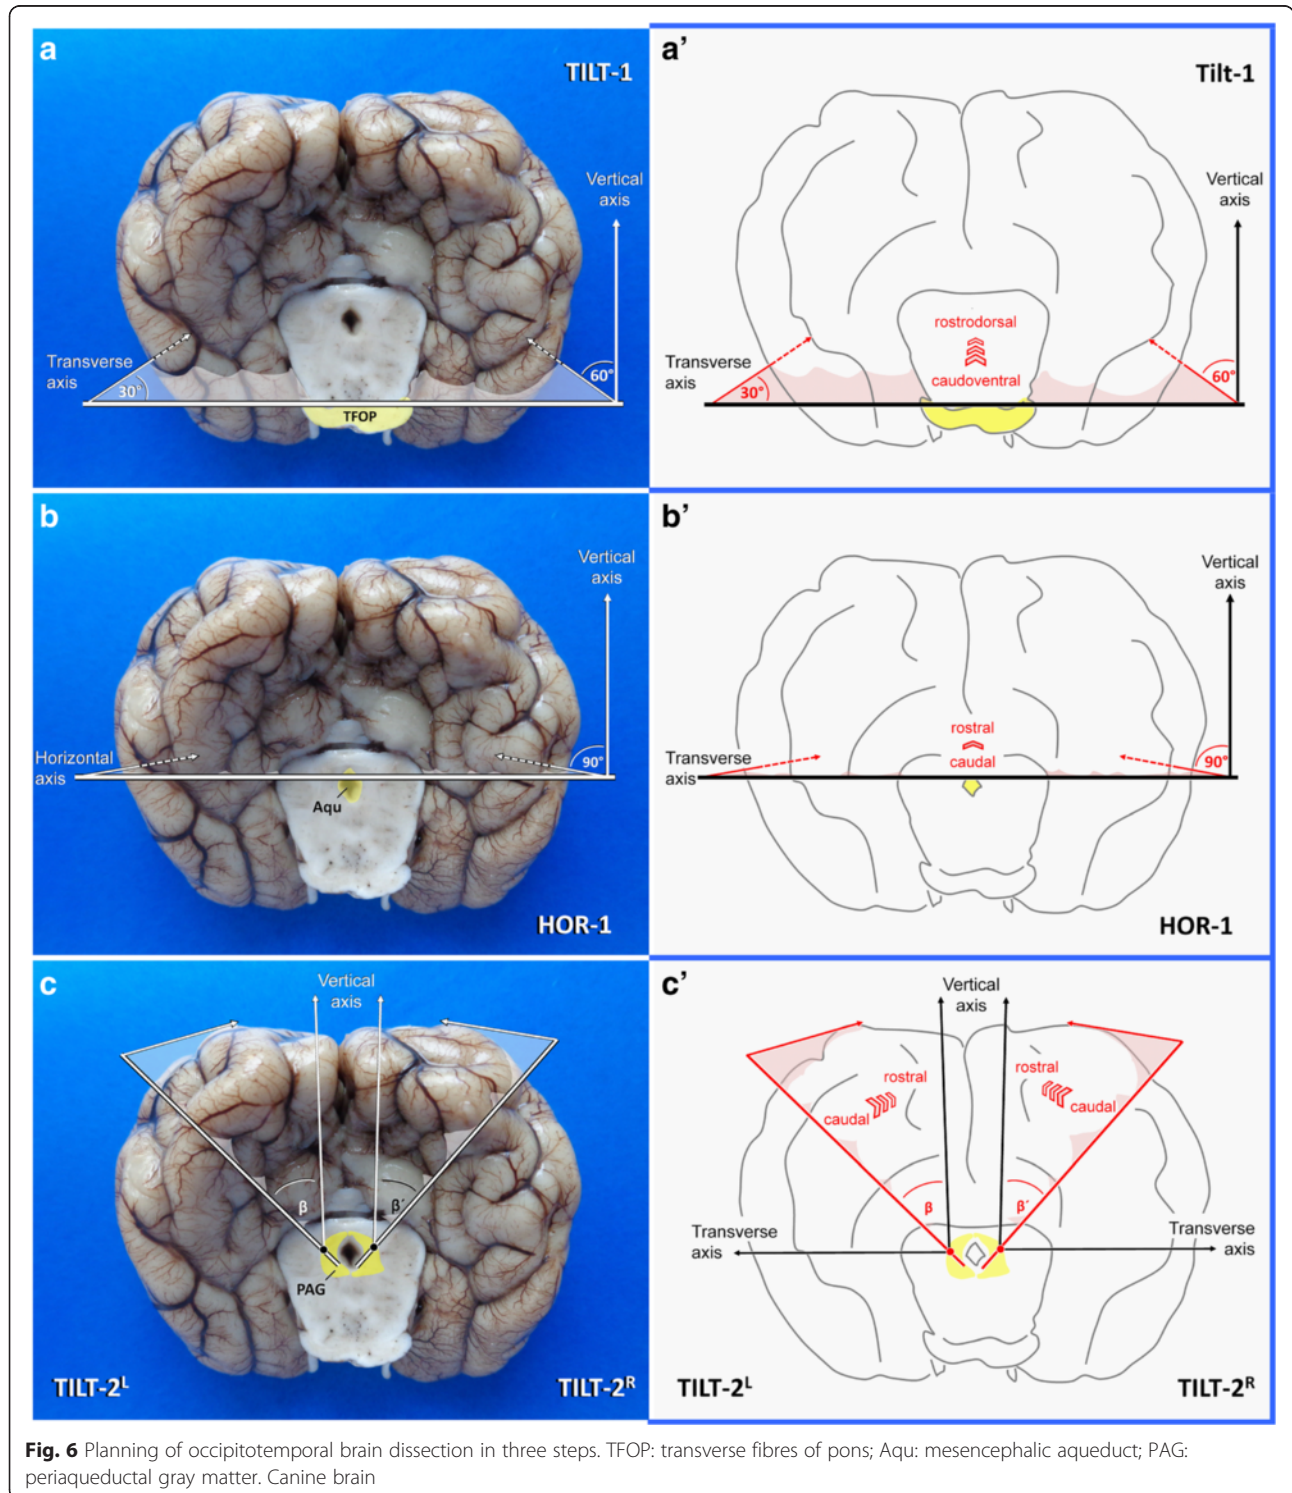 a
TILT-1
Vertical
axis
Transverse
axis
30°
60°
TFOP
a’
Tilt-1
Vertical
axis
rostrodorsal
caudoventral
Transverse
axis
30°
60°
b
Vertical
axis
Horizontal
axis
90°
Aqu
HOR-1
b’
Vertical
axis
rostral
caudal
Transverse
axis
90°
HOR-1
c
Vertical
axis
β
β´
PAG
TILT-2L
TILT-2R
c’
Vertical
axis
rostral
caudal
rostral
caudal
β
β´
Transverse
axis
Transverse
axis
TILT-2L
TILT-2R
Fig. 6 Planning of occipitotemporal brain dissection in three steps. TFOP: transverse fibres of pons; Aqu: mesencephalic aqueduct; PAG:
periaqueductal gray matter. Canine brain